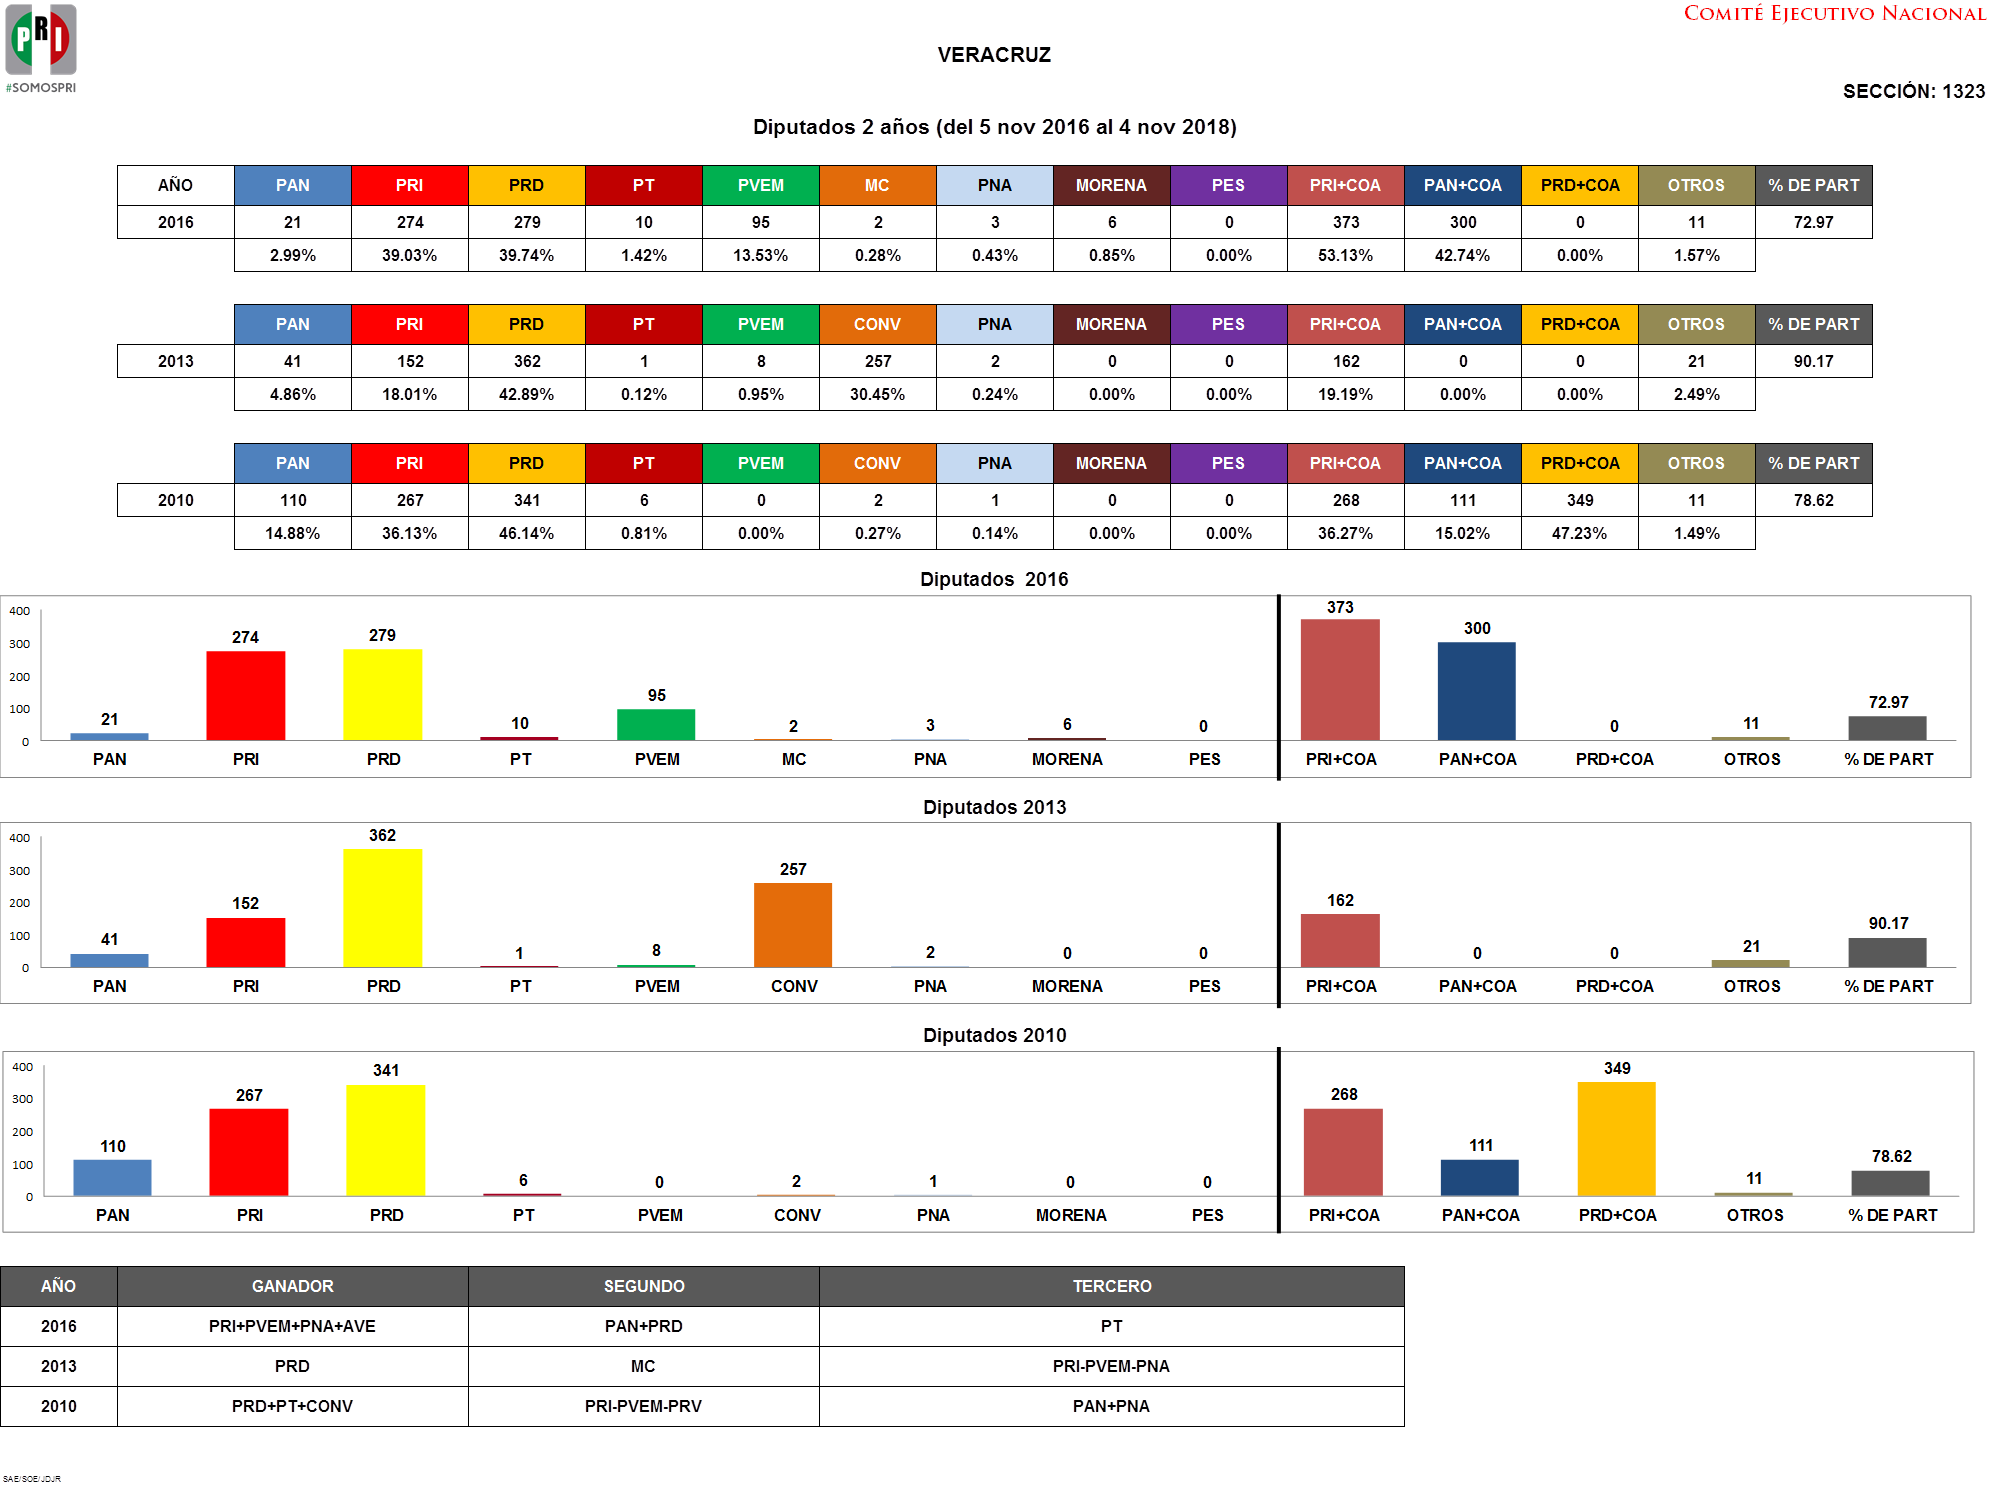 PRI
#SOMOSPRI
COMITÉ EJECUTIVO NACIONAL
VERACRUZ
SECCIÓN: 1323
Diputados 2 años (del 5 nov 2016 al 4 nov 2018)
AÑO PAN PRI PRD PT PVEM MC PNA MORENA PES PRI+COA PAN+COA PRD+COA OTROS % DE PART
2016 21 274 279 10 95 2 3 6 0 373 300 0 11 72.97
2.99% 39.03% 39.74% 1.42% 13.53% 0.28% 0.43% 0.85% 0.00% 53.13% 42.74% 0.00% 1.57%
PAN PRI PRD PT PVEM CONV PNA MORENA PES PRI+COA PAN+COA PRD+COA OTROS % DE PART
2013 41 152 362 1 8 257 2 0 0 162 0 0 21 90.17
4.86% 18.01% 42.89% 0.12% 0.95% 30.45% 0.24% 0.00% 0.00% 19.19% 0.00% 0.00% 2.49%
PAN PRI PRD PT PVEM CONV PNA MORENA PES PRI+COA PAN+COA PRD+COA OTROS % DE PART
2010 110 267 341 6 0 2 1 0 0 268 111 349 11 78.62
14.88% 36.13% 46.14% 0.81% 0.00% 0.27% 0.14% 0.00% 0.00% 36.27% 15.02% 47.23% 1.49%
Diputados 2016
400
300
200
100
0
21 274 279 10 95 2 3 6 0 373 300 0 11 72.97
PAN PRI PRD PT PVEM MC PNA MORENA PES PRI+COA PAN+COA PRD+COA OTROS % DE PART
Diputados 2013
400
300
200
100
0
41 152 362 1 8 257 2 0 0 162 0 0 21 90.17
PAN PRI PRD PT PVEM CONV PNA MORENA PES PRI+COA PAN+COA PRD+COA OTROS % DE PART
Diputados 2010
400
300
200
100
0
110 267 341 6 0 2 1 0 0 268 111 349 11 78.62
PAN PRI PRD PT PVEM CONV PNA MORENA PES PRI+COA PAN+COA PRD+COA OTROS % DE PART
AÑO GANADOR SEGUNDO TERCERO
2016 PRI+PVEM+PNA+AVE PAN+PRD PT
2013 PRD MC PRI-PVEM-PNA
2010 PRD+PT+CONV PRI-PVEM-PRV PAN+PNA
SAE/SOE/JDJR